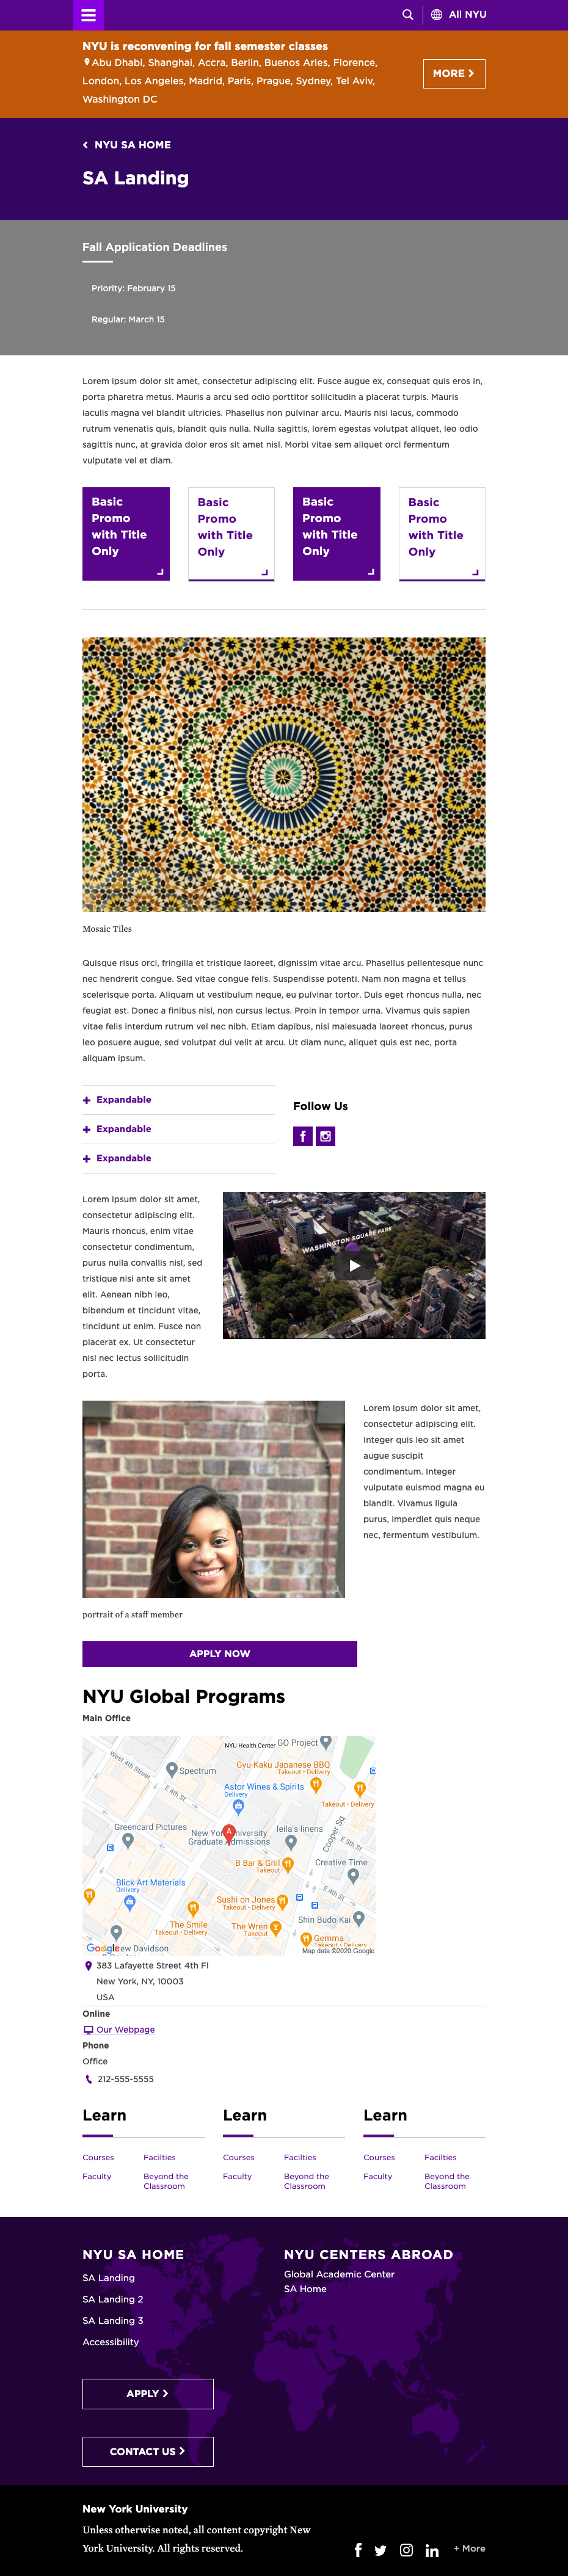 All NYU
NYU is reconvening for fall semester classes
Abu Dhabi, Shanghai, Accra, Berlin, Buenos Aries, Florence,
London, Los Angeles, Madrid, Paris, Prague, Sydney, Tel Aviv,
Washington DC
MORE
NYU SA HOME
SA Landing
Fall Application Deadlines
Priority: February 15
Regular: March 15
Lorem ipsum dolor sit amet, consectetur adipiscing elit. Fusce augue ex, consequat quis eros in,
porta pharetra metus. Mauris a arcu sed odio porttitor sollicitudin a placerat turpis. Mauris
iaculis magna vel blandit ultricies. Phasellus non pulvinar arcu. Mauris nisi lacus, commodo
rutrum venenatis quis, blandit quis nulla. Nulla sagittis, lorem egestas volutpat aliquet, leo odio
sagittis nunc, at gravida dolor eros sit amet nisl. Morbi vitae sem aliquet orci fermentum
vulputate vel et diam.
Basic
Promo
with Title
Only
Basic
Promo
with Title
Only
Basic
Promo
with Title
Only
Basic
Promo
with Title
Only
Mosaic Tiles
Quisque risus orci, fringilla et tristique laoreet, dignissim vitae arcu. Phasellus pellentesque nunc
nec hendrerit congue. Sed vitae congue felis. Suspendisse potenti. Nam non magna et tellus
scelerisque porta. Aliquam ut vestibulum neque, eu pulvinar tortor. Duis eget rhoncus nulla, nec
feugiat est. Donec a finibus nisl, non cursus lectus. Proin in tempor urna. Vivamus quis sapien
vitae felis interdum rutrum vel nec nibh. Etiam dapibus, nisi malesuada laoreet rhoncus, purus
leo posuere augue, sed volutpat dui velit at arcu. Ut diam nunc, aliquet quis est nec, porta
aliquam ipsum.
Expandable
Expandable
Expandable
Follow Us
Lorem ipsum dolor sit amet,
consectetur adipiscing elit.
Mauris rhoncus, enim vitae
consectetur condimentum,
purus nulla convallis nisl, sed
tristique nisi ante sit amet
elit. Aenean nibh leo,
bibendum et tincidunt vitae,
tincidunt ut enim. Fusce non
placerat ex. Ut consectetur
nisl nec lectus sollicitudin
porta.
WASHINGTON SQUARE PARK
Lorem ipsum dolor sit amet,
consectetur adipiscing elit.
Integer quis leo sit amet
augue suscipit
condimentum. Integer
vulputate euismod magna eu
blandit. Vivamus ligula
purus, imperdiet quis neque
nec, fermentum vestibulum.
portrait of a staff member
APPLY NOW
NYU Global Programs
Main Office
NYU Health Center
GO Project
West 4th Street
Spectrum
E 4th St
Gyu-Kaku Japanese BBQ
Takeout • Delivery
Astor Wines & Spirits
Delivery
Takeout • Delivery
Greencard Pictures
New York University
Graduate Admissions
leila's linens
Cooper Sq
E 5th St
B Bar & Grill
Takeout
Creative Time
Blick Art Materials
Delivery
E 4th St
Sushi on Jones
Takeout • Delivery
The Smile
Takeout • Delivery
The Wren
Takeout
Shin Budo Kai
Gemma
Takeout • Delivery
Google
ew Davidson
Map data ©2020 Google
383 Lafayette Street 4th Fl
New York, NY, 10003
USA
Online
Our Webpage
Phone
Office
212-555-5555
Learn
Courses
Facilties
Faculty
Beyond the
Classroom
Learn
Courses
Facilties
Faculty
Beyond the
Classroom
Learn
Courses
Facilties
Faculty
Beyond the
Classroom
NYU SA HOME
SA Landing
SA Landing 2
SA Landing 3
Accessibility
NYU CENTERS ABROAD
Global Academic Center
SA Home
APPLY
CONTACT US
New York University
Unless otherwise noted, all content copyright New
York University. All rights reserved.
+ More